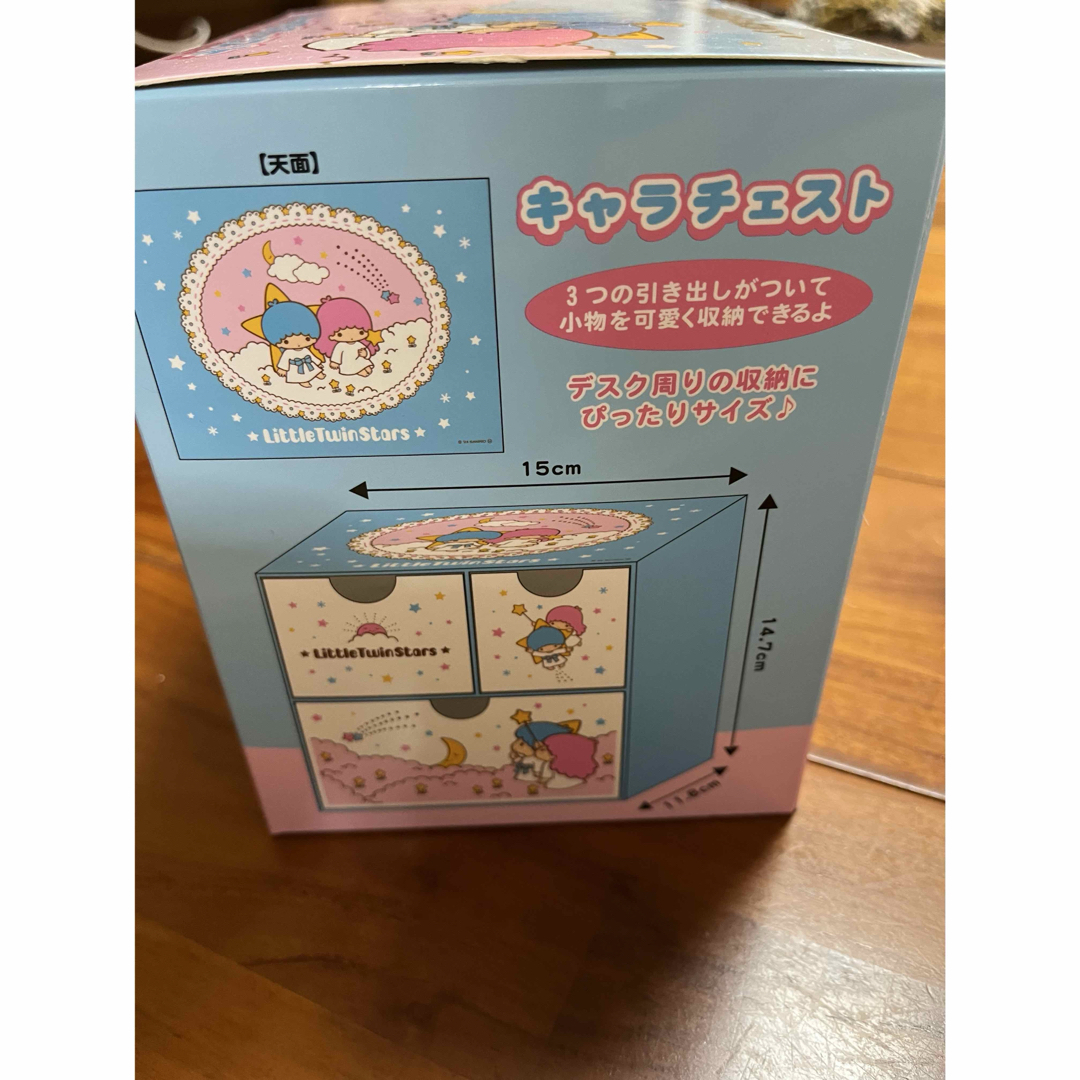 【天面】
キャラチェスト
3つの引き出しがついて
小物を可愛く収納できるよ
デスク周りの収納に
ぴったりサイズ♪
★LittleTwinStars★
15cm
★LittleTwinStars★
14.7cm
★LittleTwinStars★
11.8cm